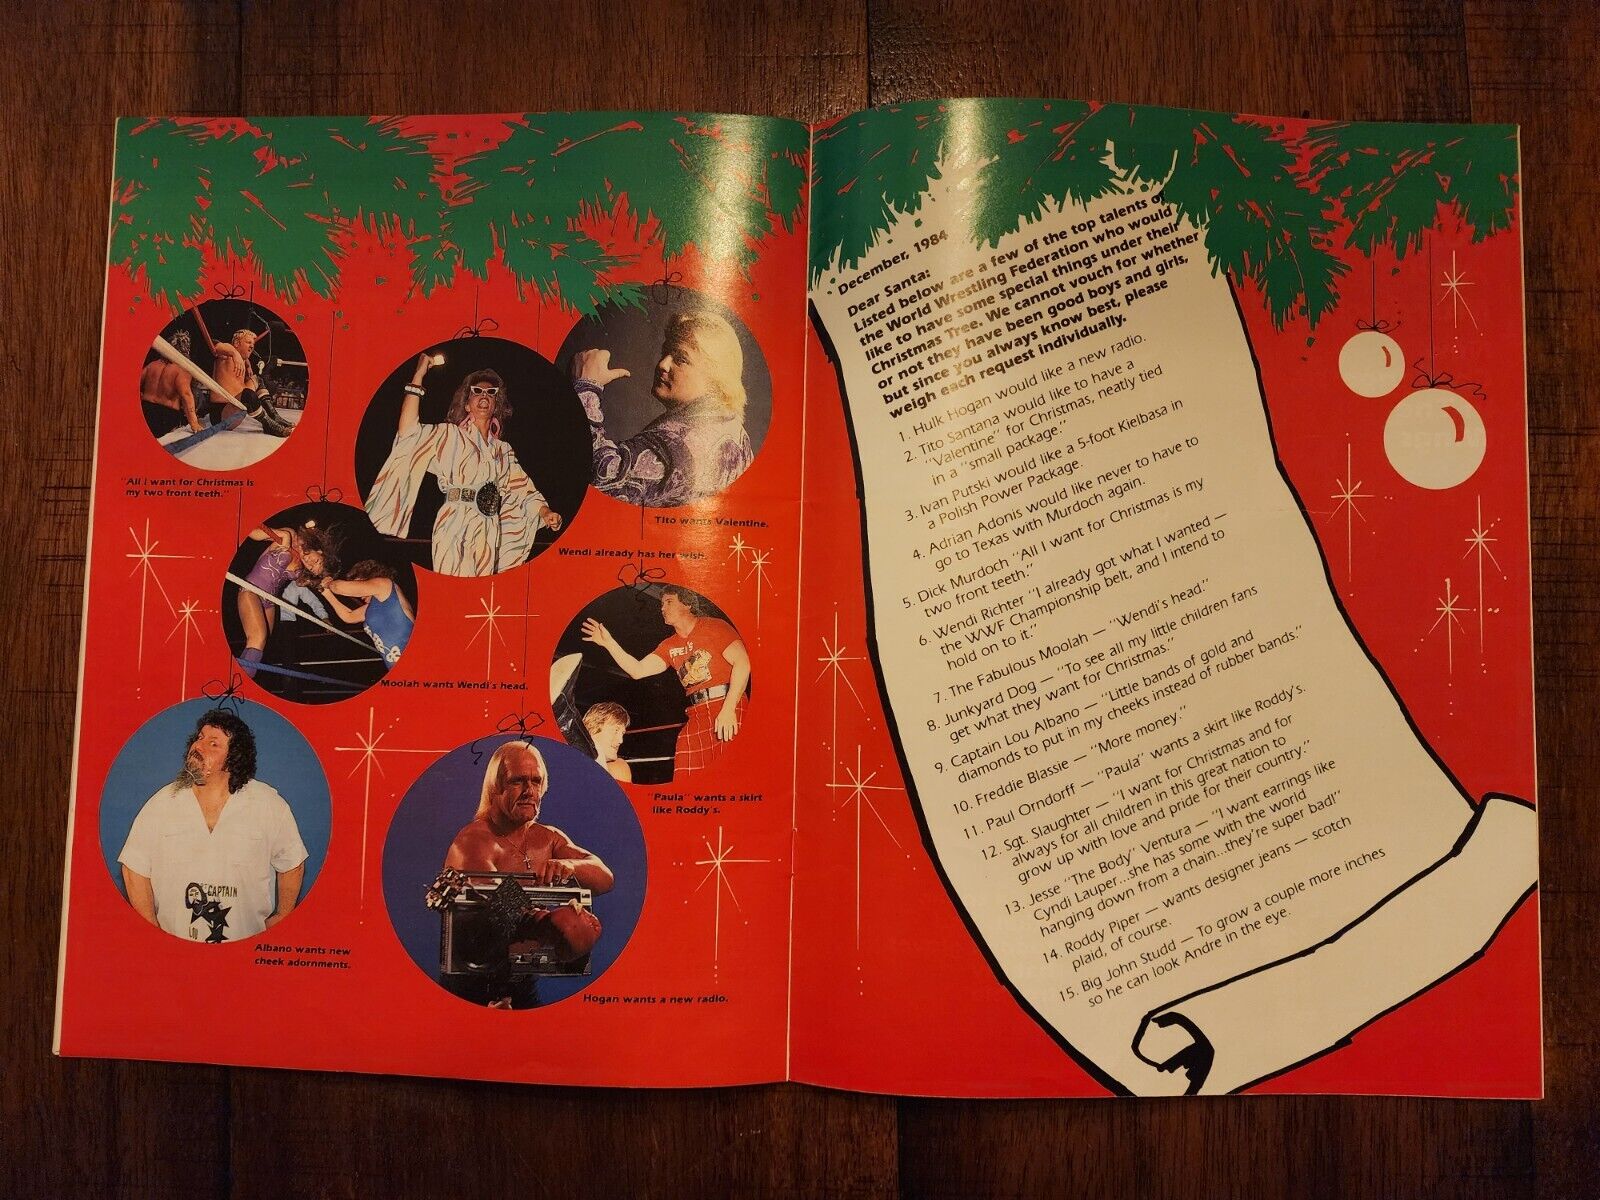 "All I want for Christmas is
my two front teeth."
Tito wants Valentine.
Wendi already has her wish.
Moolah wants Wendi's head.
"Paula" wants a skirt
like Roddy's.
CAPTAIN
LOU
Albano wants new
cheek adornments.
Hogan wants a new radio.
December, 1984
Dear Santa:
Listed below are a few of the top talents of
the World Wrestling Federation who would
like to have some special things under their
Christmas Tree. We cannot vouch for whether
or not they have been good boys and girls,
but since you always know best, please
weigh each request individually.
1. Hulk Hogan would like a new radio.
2. Tito Santana would like to have a
"Valentine" for Christmas, neatly tied
in a "small package."
3. Ivan Putski would like a 5-foot Kielbasa in
a Polish Power Package.
4. Adrian Adonis would like never to have to
go to Texas with Murdoch again.
5. Dick Murdoch "All I want for Christmas is my
two front teeth."
6. Wendi Richter "I already got what I wanted —
the WWF Championship belt, and I intend to
hold on to it."
7. The Fabulous Moolah — "Wendi's head."
8. Junkyard Dog — "To see all my little children fans
get what they want for Christmas."
9. Captain Lou Albano — "Little bands of gold and
diamonds to put in my cheeks instead of rubber bands."
10. Freddie Blassie — "More money."
11. Paul Orndorff — "Paula" wants a skirt like Roddy's.
12. Sgt. Slaughter — "I want for Christmas and for
always for all children in this great nation to
grow up with love and pride for their country."
13. Jesse "The Body" Ventura — "I want earrings like
Cyndi Lauper...she has some with the world
hanging down from a chain...they're super bad!"
14. Roddy Piper — wants designer jeans — scotch
plaid, of course.
15. Big John Studd — To grow a couple more inches
so he can look Andre in the eye.